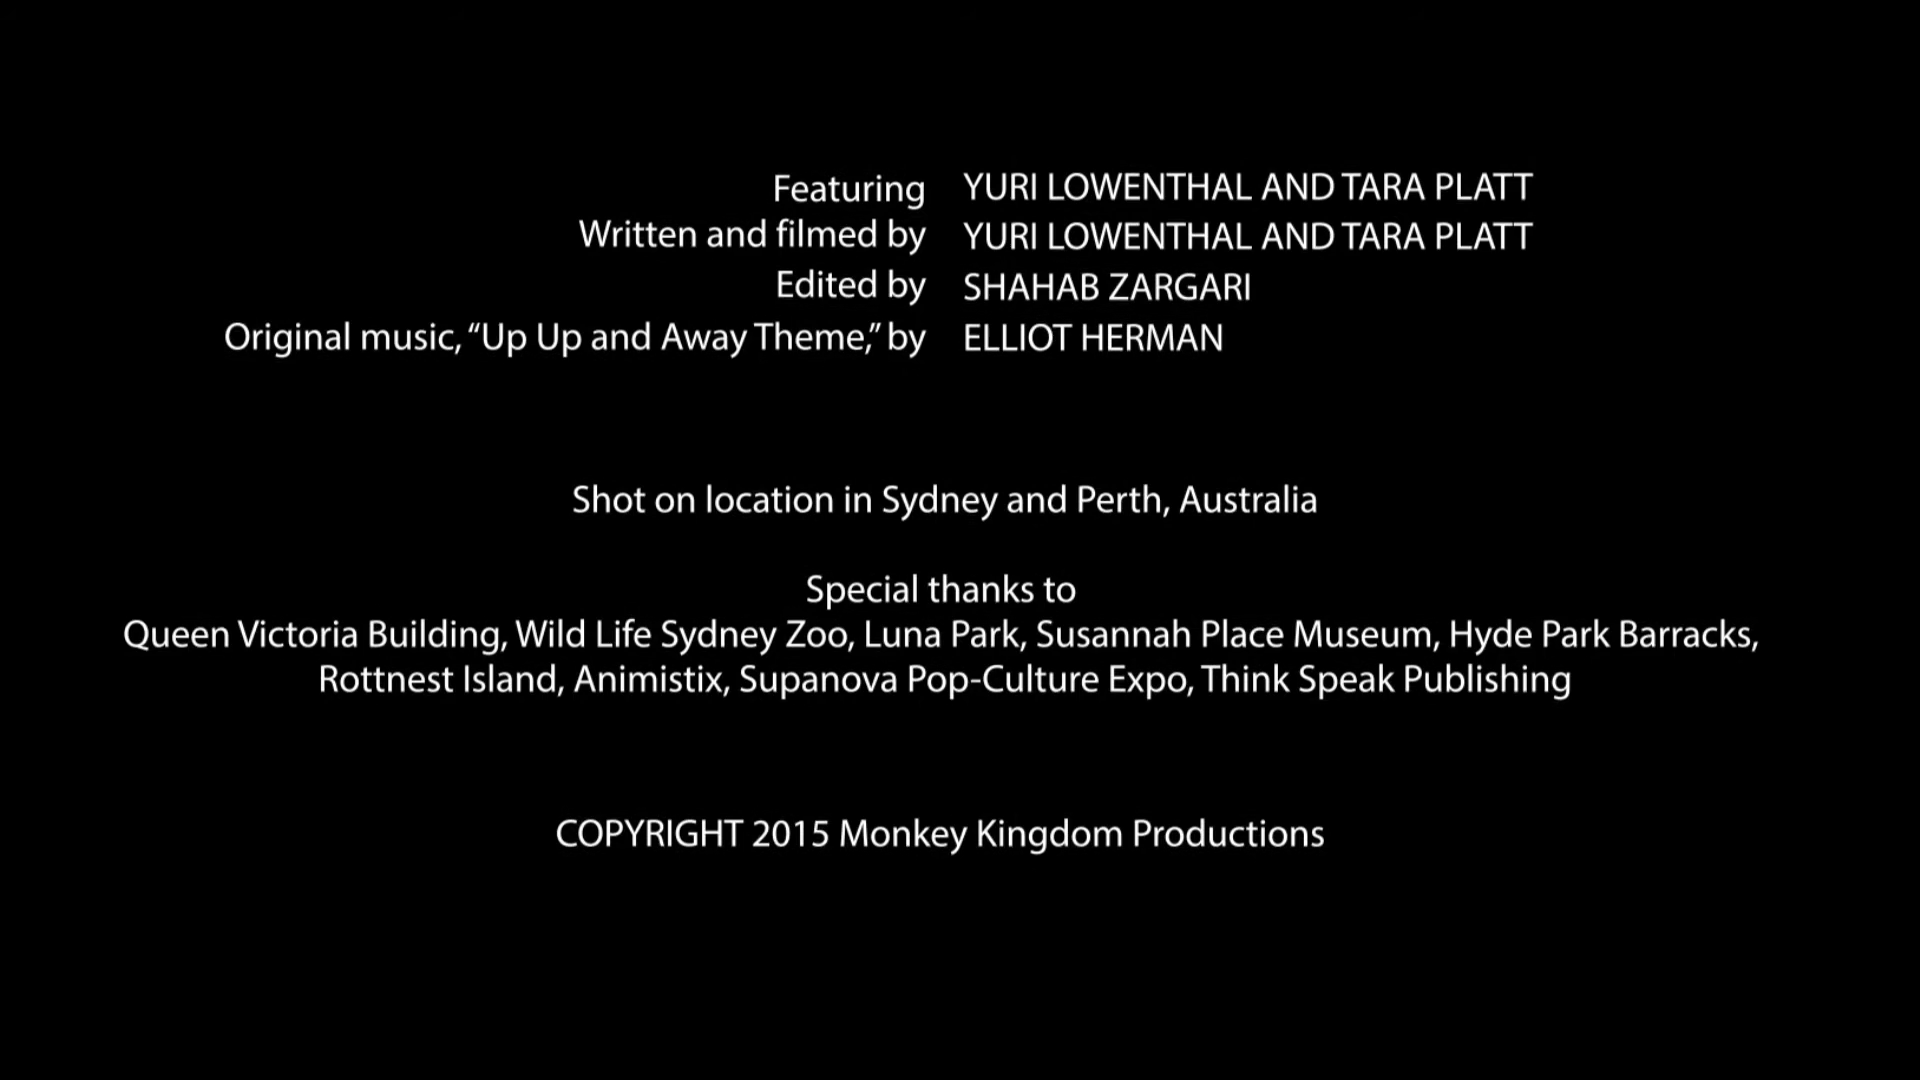 Featuring YURI LOWENTHAL AND TARA PLATT
Written and filmed by YURI LOWENTHAL AND TARA PLATT
Edited by SHAHAB ZARGARI
Original music, “Up Up and Away Theme,” by ELLIOT HERMAN
Shot on location in Sydney and Perth, Australia
Special thanks to
Queen Victoria Building, Wild Life Sydney Zoo, Luna Park, Susannah Place Museum, Hyde Park Barracks,
Rottnest Island, Animistix, Supanova Pop-Culture Expo, Think Speak Publishing
COPYRIGHT 2015 Monkey Kingdom Productions